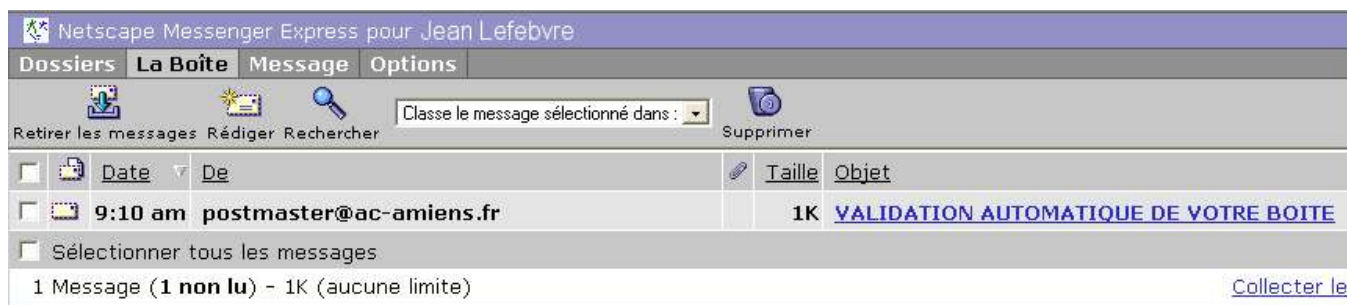 Netscape Messenger Express pour Jean Lefebvre
Dossiers La Boîte Message Options
Classe le message sélectionné dans :
Retirer les messages Rédiger Rechercher Supprimer
Date De Taille Objet
9:10 am postmaster@ac-amiens.fr 1K VALIDATION AUTOMATIQUE DE VOTRE BOITE
Sélectionner tous les messages
1 Message (1 non lu) - 1K (aucune limite) Collecter le